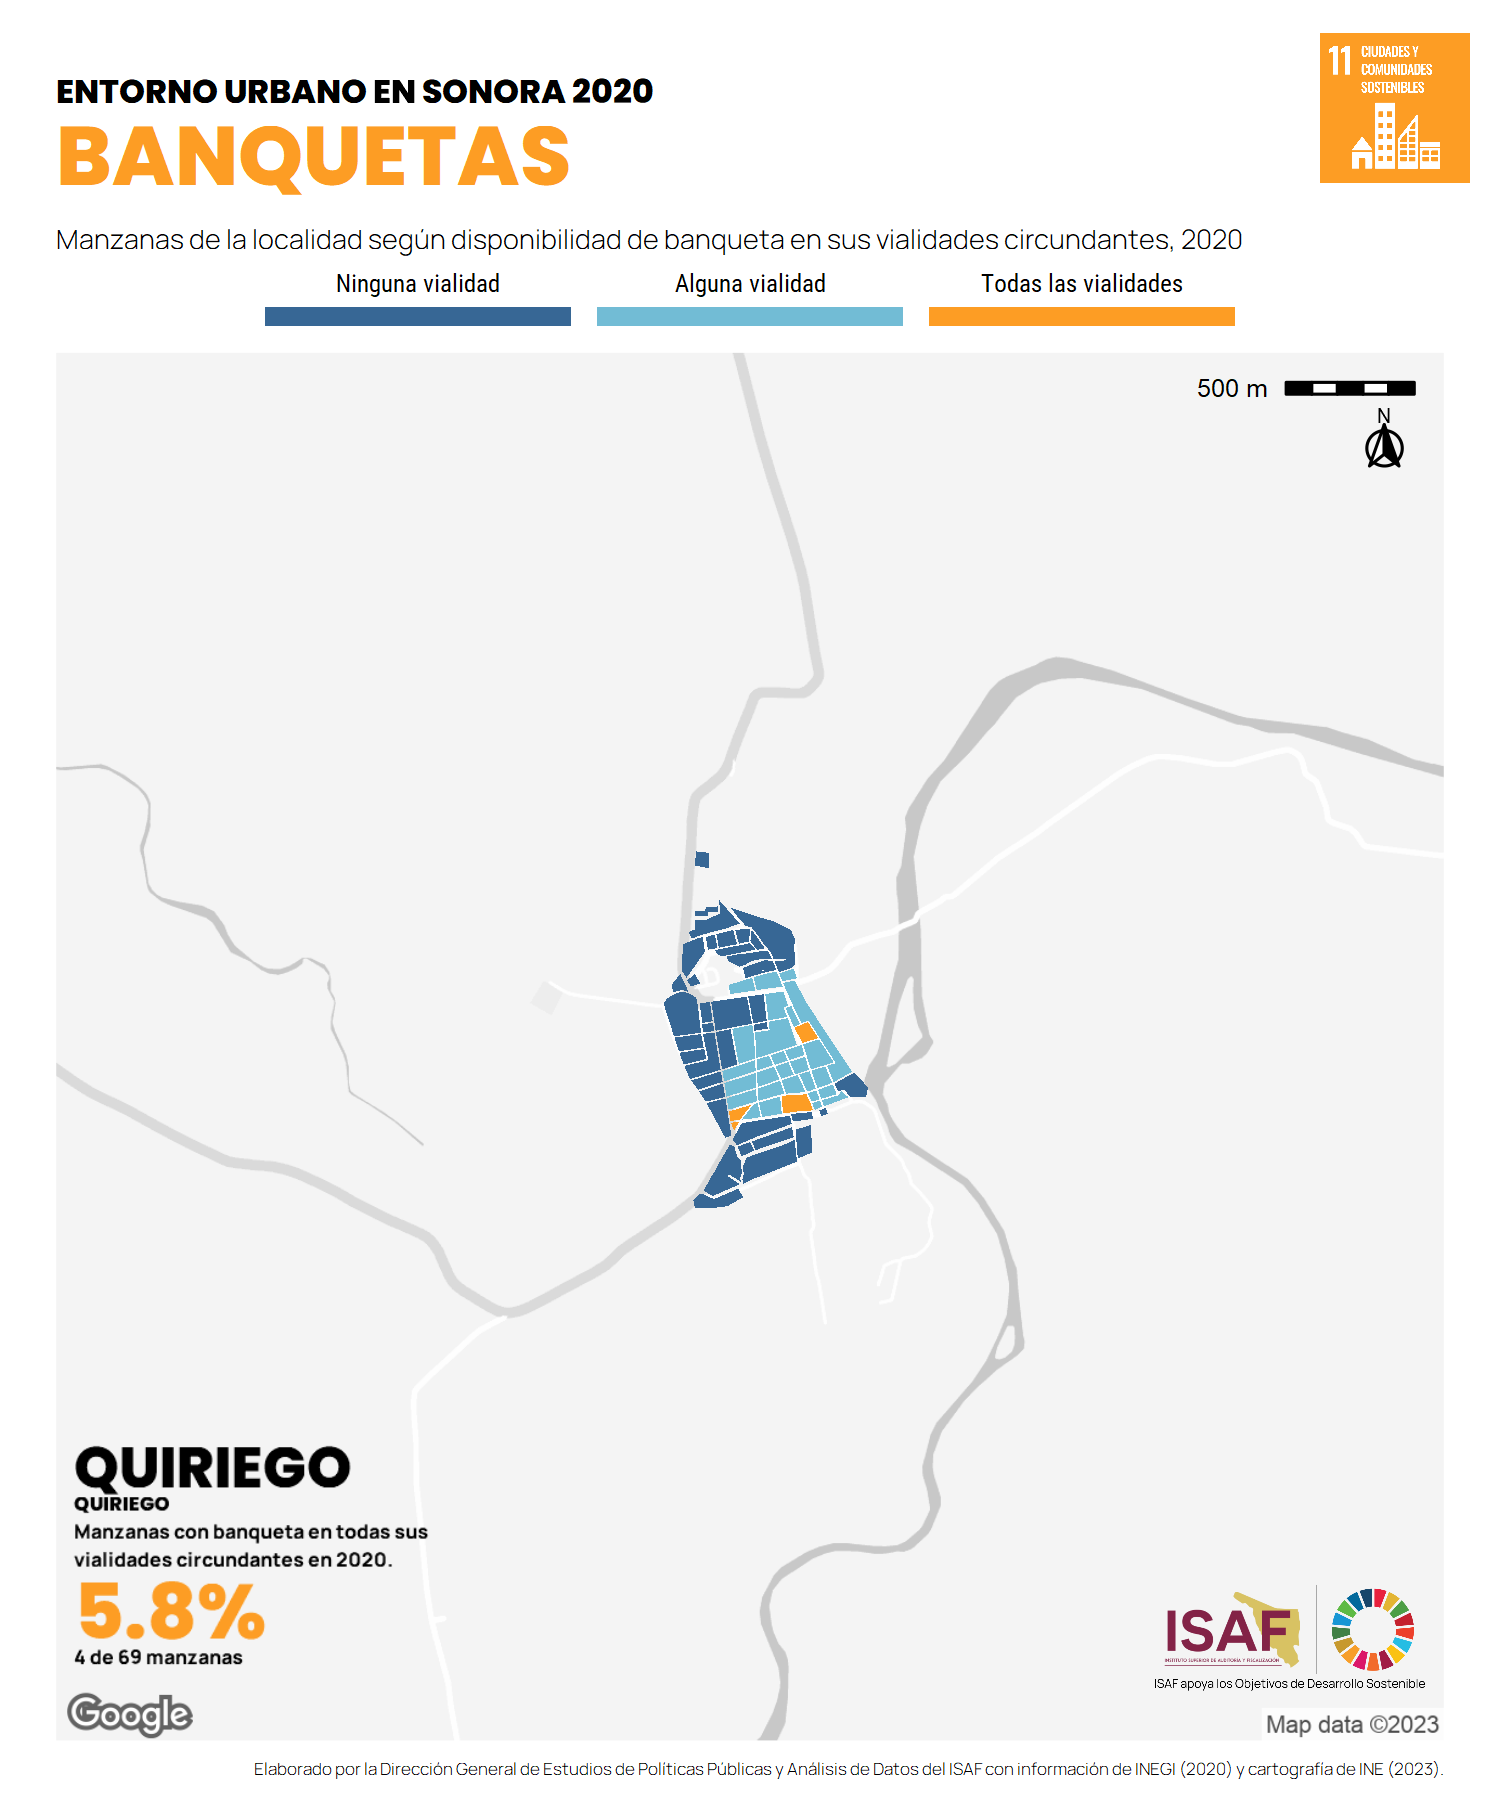 ENTORNO URBANO EN SONORA 2020
BANQUETAS
11 CIUDADES Y
COMUNIDADES
SOSTENIBLES
Manzanas de la localidad según disponibilidad de banqueta en sus vialidades circundantes, 2020
Ninguna vialidad
Alguna vialidad
Todas las vialidades
500 m
N
QUIRIEGO
QUIRIEGO
Manzanas con banqueta en todas sus
vialidades circundantes en 2020.
5.8%
4 de 69 manzanas
Google
ISAF
INSTITUTO SUPERIOR DE AUDITORÍA Y FISCALIZACIÓN
ISAF apoya los Objetivos de Desarrollo Sostenible
Map data ©2023
Elaborado por la Dirección General de Estudios de Políticas Públicas y Análisis de Datos del ISAF con información de INEGI (2020) y cartografía de INE (2023).